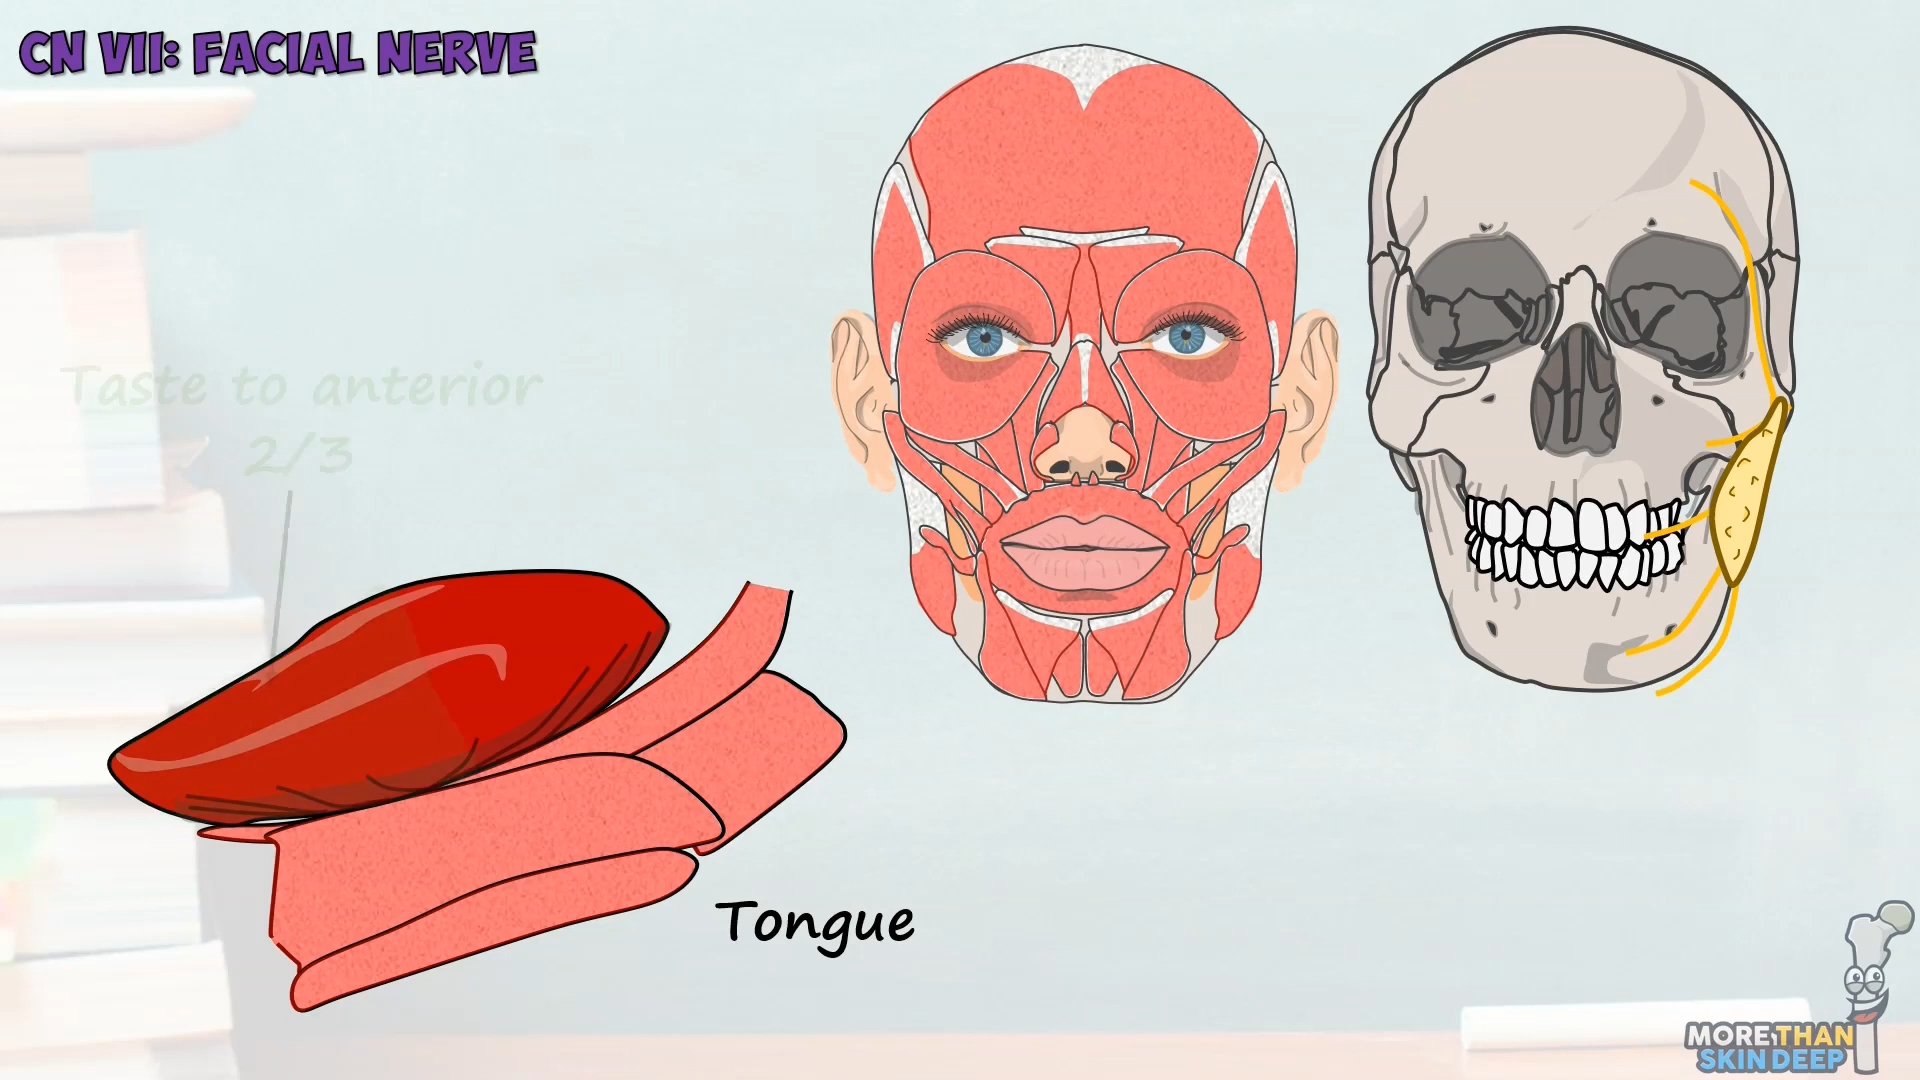 CN VII: FACIAL NERVE
Taste to anterior
2/3
Tongue
MORE THAN
SKIN DEEP